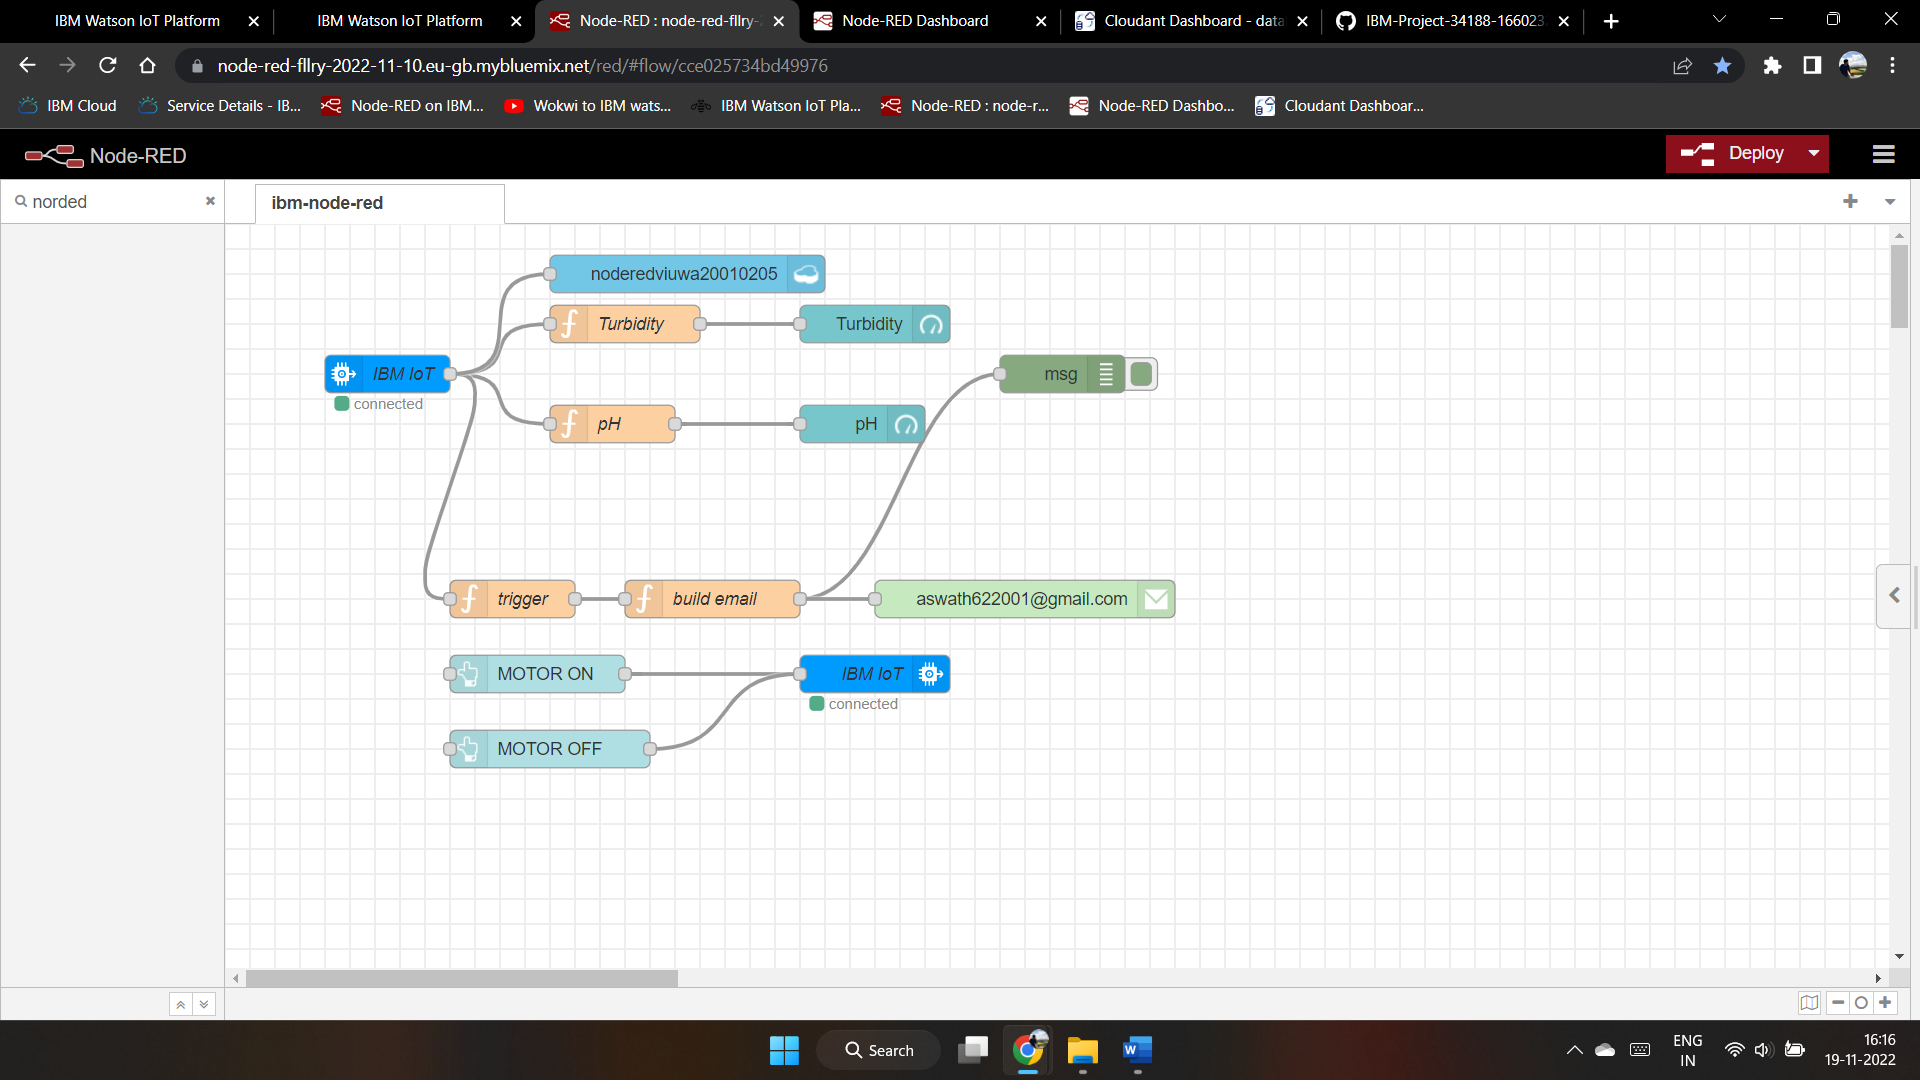 IBM Watson IoT Platform
IBM Watson IoT Platform
Node-RED : node-red-fllry-
Node-RED Dashboard
Cloudant Dashboard - data
IBM-Project-34188-166023
node-red-fllry-2022-11-10.eu-gb.mybluemix.net/red/#flow/cce025734bd49976
IBM Cloud
Service Details - IB...
Node-RED on IBM...
Wokwi to IBM wats...
IBM Watson IoT Pla...
Node-RED : node-r...
Node-RED Dashbo...
Cloudant Dashboar...
Node-RED
Deploy
norded
ibm-node-red
noderedviuwa20010205
Turbidity
Turbidity
IBM IoT
connected
msg
pH
pH
trigger
build email
aswath622001@gmail.com
MOTOR ON
IBM IoT
connected
MOTOR OFF
Search
W
ENG
IN
16:16
19-11-2022